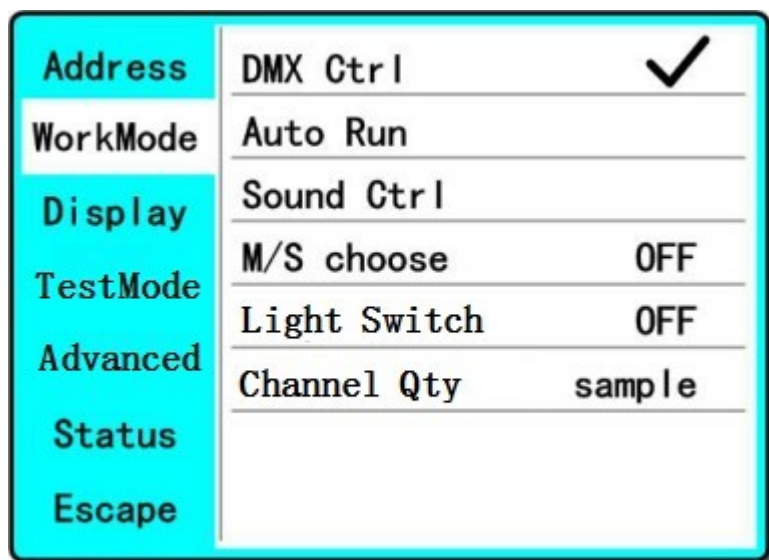 Address
WorkMode
Display
TestMode
Advanced
Status
Escape
DMX Ctrl
Auto Run
Sound Ctrl
M/S choose OFF
Light Switch OFF
Channel Qty sample